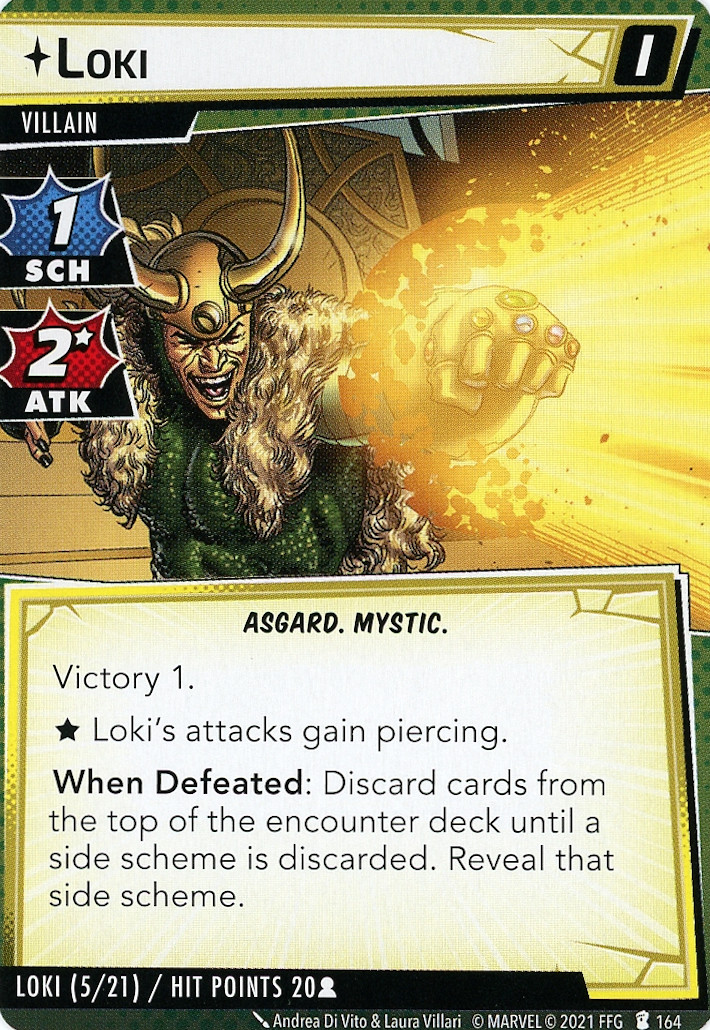 Loki
I
VILLAIN
1
SCH
2★
ATK
ASGARD. MYSTIC.
Victory 1.
★ Loki's attacks gain piercing.
When Defeated: Discard cards from
the top of the encounter deck until a
side scheme is discarded. Reveal that
side scheme.
LOKI (5/21) / HIT POINTS 20
Andrea Di Vito & Laura Villari © MARVEL © 2021 FFG 164